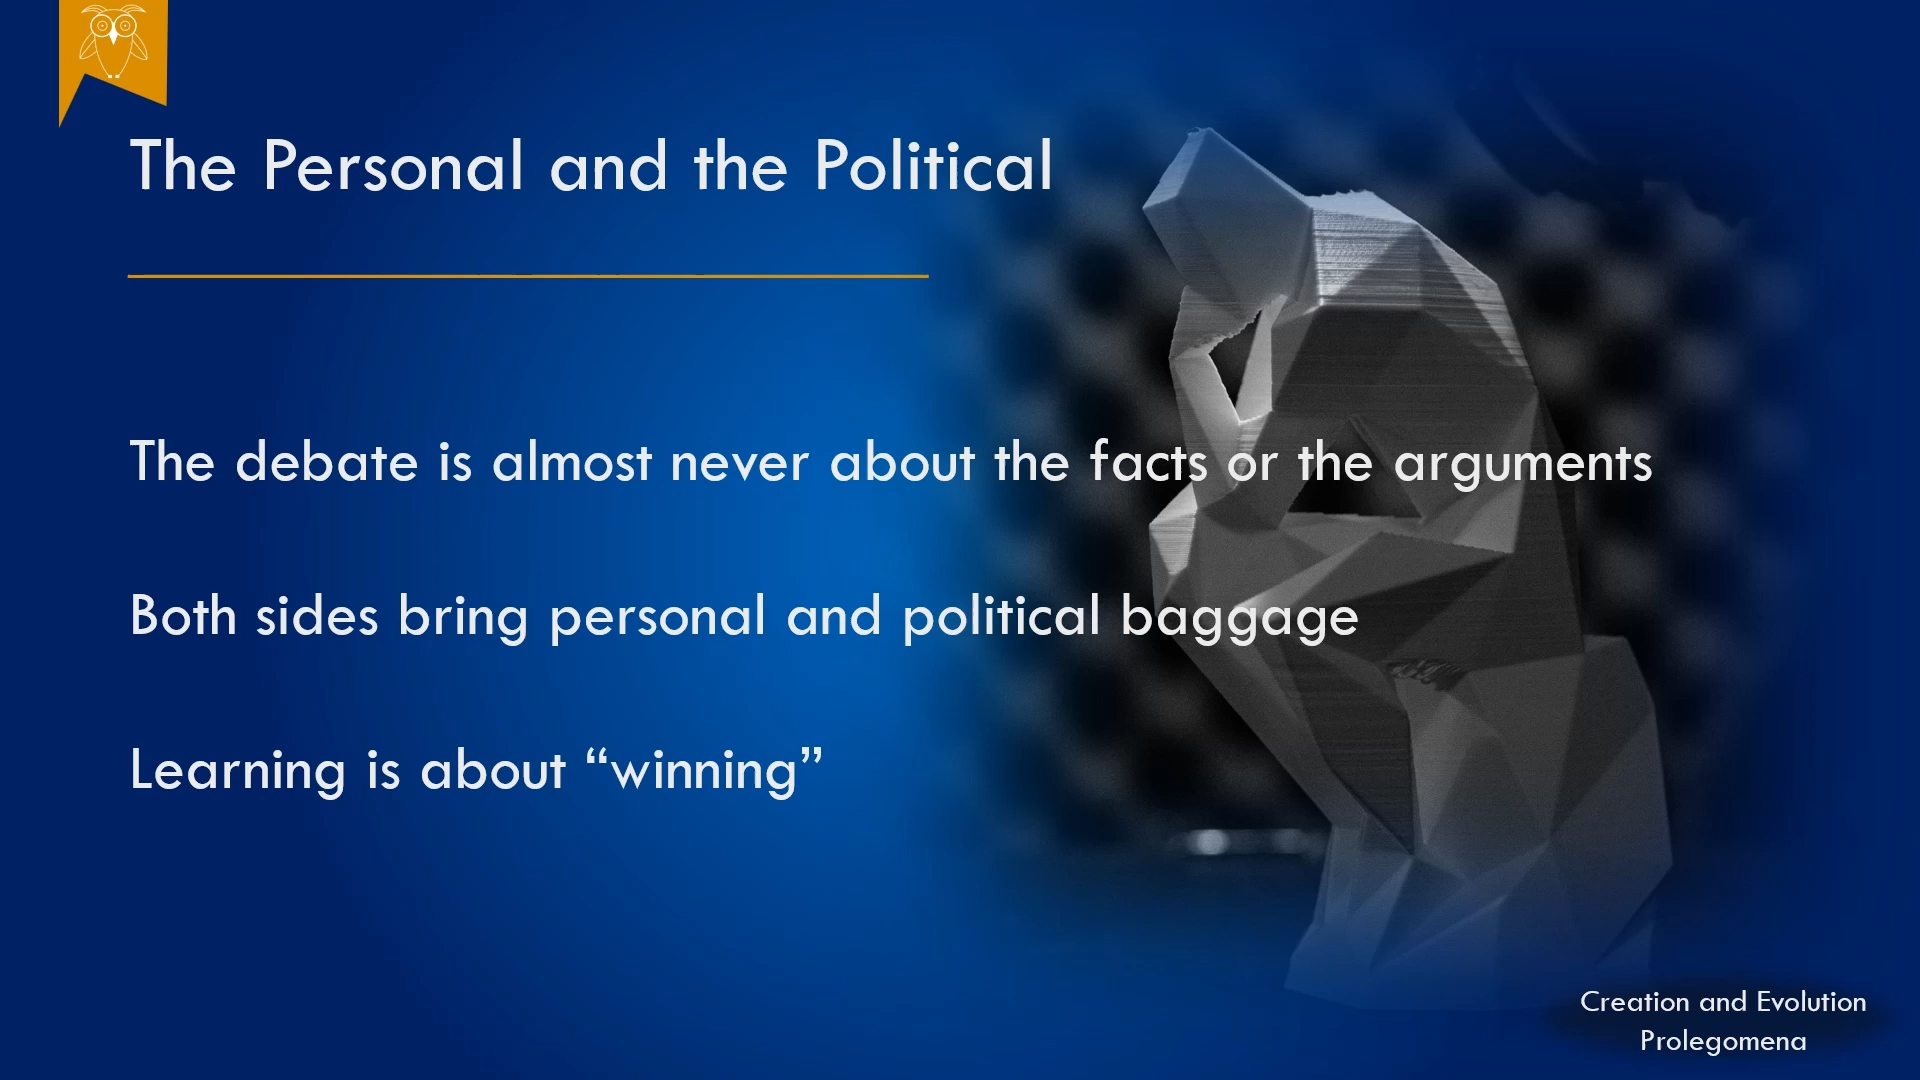 The Personal and the Political
The debate is almost never about the facts or the arguments
Both sides bring personal and political baggage
Learning is about “winning”
Creation and Evolution
Prolegomena